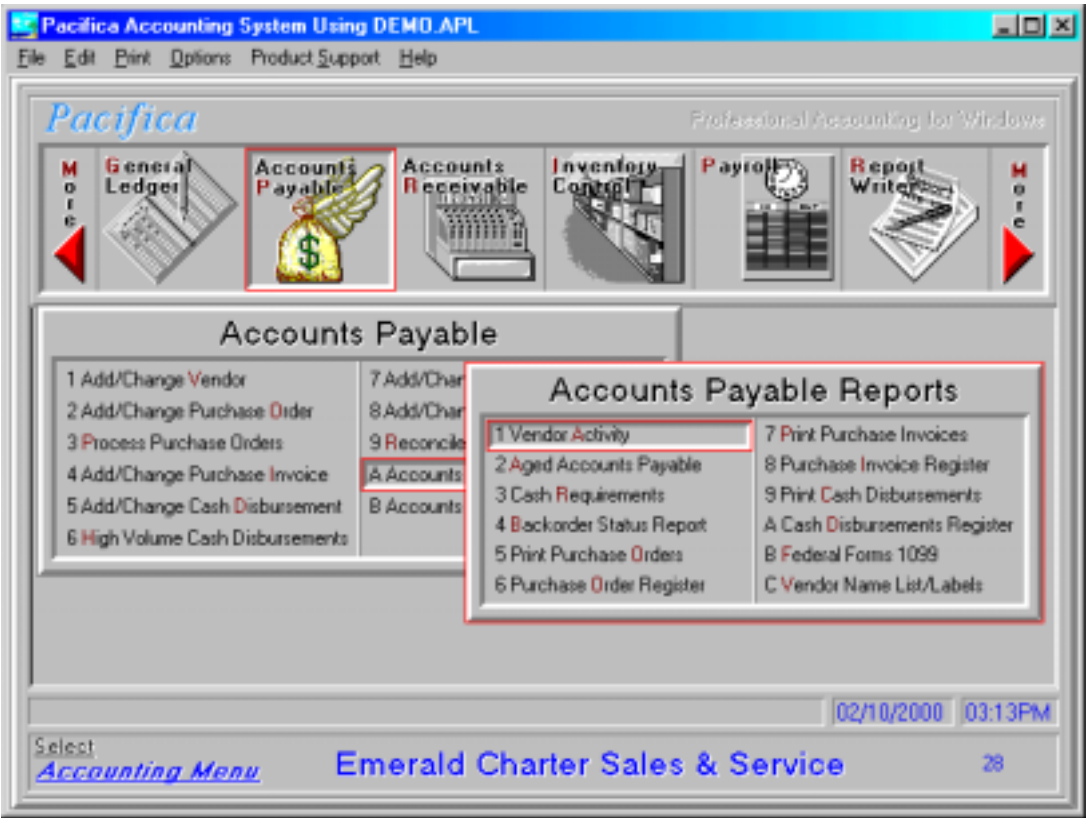 Pacifica Accounting System Using DEMO.APL
File Edit Print Options Product Support Help
Pacifica
Professional Accounting for Windows
More
General Ledger
Accounts Payable
Accounts Receivable
Inventory Control
Payroll
Report Writer
More
Accounts Payable
1 Add/Change Vendor
2 Add/Change Purchase Order
3 Process Purchase Orders
4 Add/Change Purchase Invoice
5 Add/Change Cash Disbursement
6 High Volume Cash Disbursements
7 Add/Char
8 Add/Char
9 Reconcile
A Accounts
B Accounts
Accounts Payable Reports
1 Vendor Activity
2 Aged Accounts Payable
3 Cash Requirements
4 Backorder Status Report
5 Print Purchase Orders
6 Purchase Order Register
7 Print Purchase Invoices
8 Purchase Invoice Register
9 Print Cash Disbursements
A Cash Disbursements Register
B Federal Forms 1099
C Vendor Name List/Labels
02/10/2000 03:13PM
Select
Accounting Menu
Emerald Charter Sales & Service
28